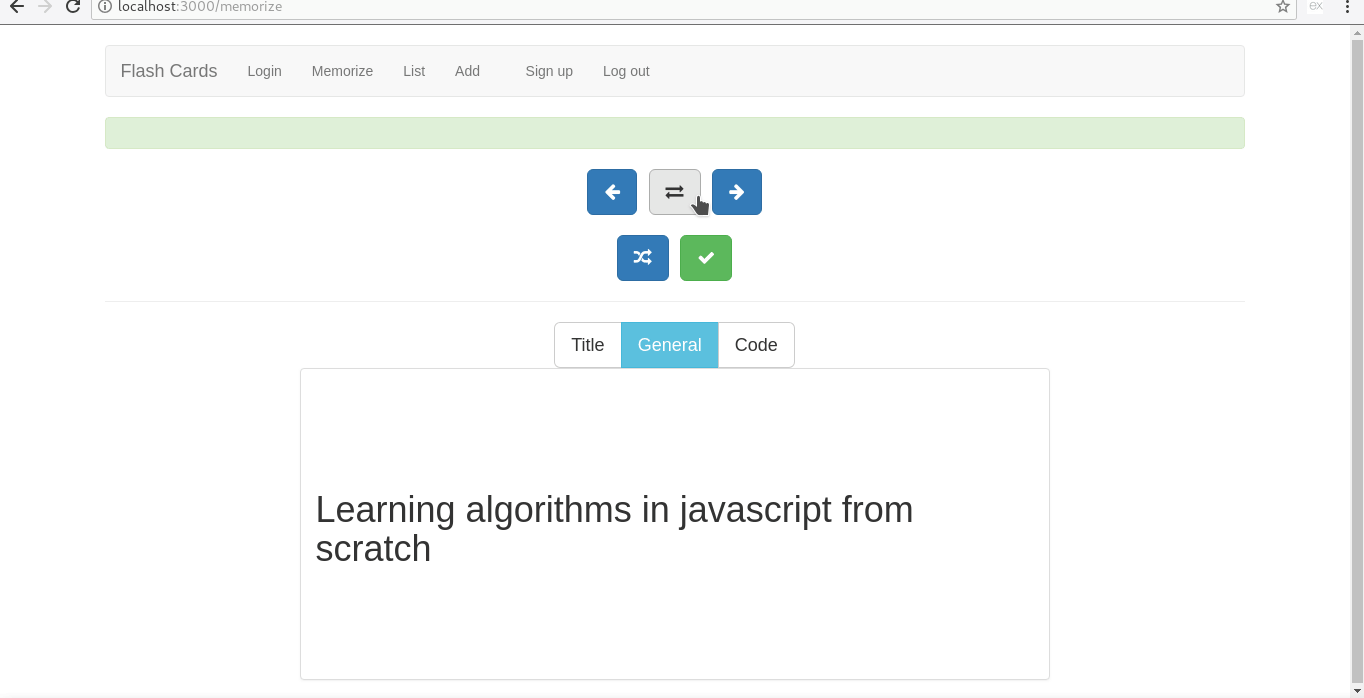 localhost:3000/memorize
ex
Flash Cards Login Memorize List Add Sign up Log out
Title General Code
Learning algorithms in javascript from
scratch